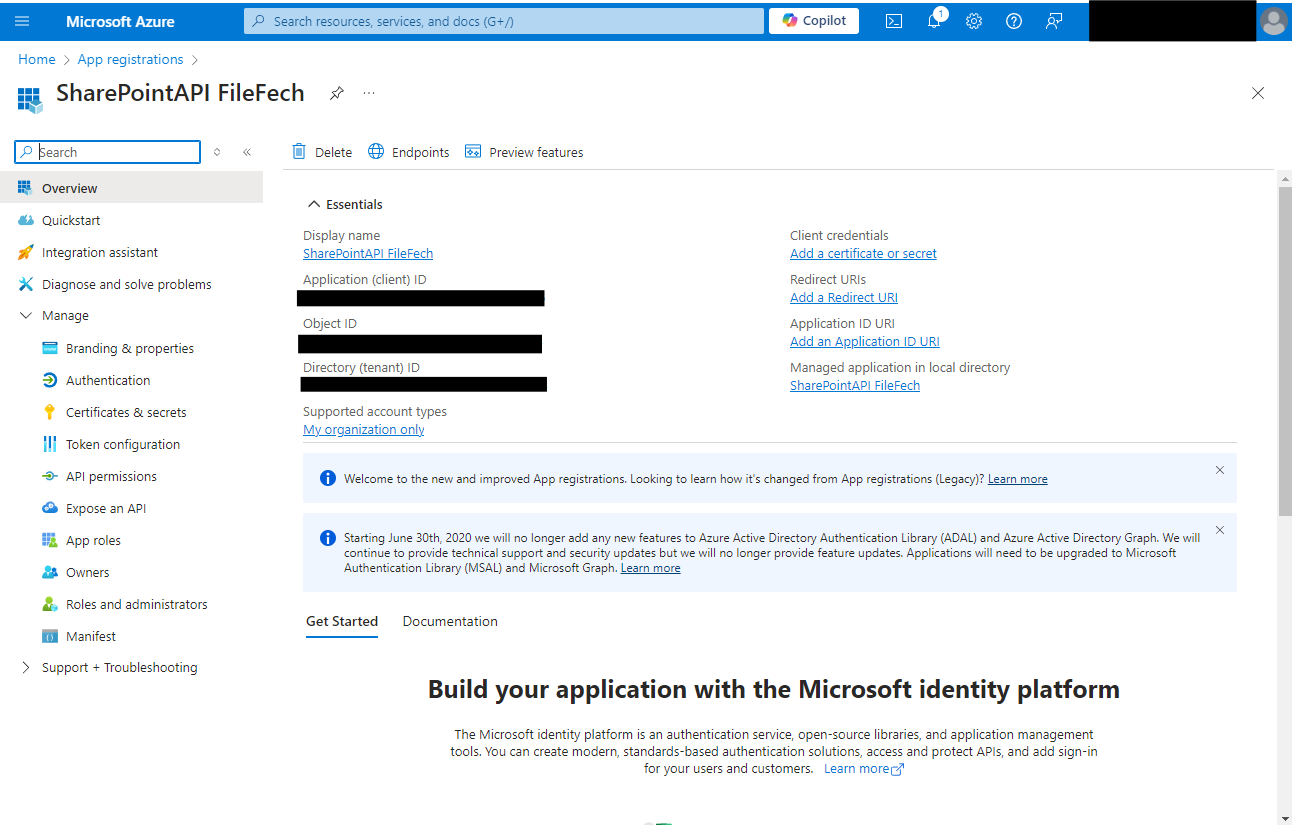 Microsoft Azure
Search resources, services, and docs (G+/)
Copilot
1
Home > App registrations >
SharePointAPI FileFech
Search
Delete
Endpoints
Preview features
Overview
Quickstart
Integration assistant
Diagnose and solve problems
Manage
Branding & properties
Authentication
Certificates & secrets
Token configuration
API permissions
Expose an API
App roles
Owners
Roles and administrators
Manifest
Support + Troubleshooting
Essentials
Display name
SharePointAPI FileFech
Application (client) ID
Object ID
Directory (tenant) ID
Supported account types
My organization only
Client credentials
Add a certificate or secret
Redirect URIs
Add a Redirect URI
Application ID URI
Add an Application ID URI
Managed application in local directory
SharePointAPI FileFech
Welcome to the new and improved App registrations. Looking to learn how it's changed from App registrations (Legacy)? Learn more
Starting June 30th, 2020 we will no longer add any new features to Azure Active Directory Authentication Library (ADAL) and Azure Active Directory Graph. We will
continue to provide technical support and security updates but we will no longer provide feature updates. Applications will need to be upgraded to Microsoft
Authentication Library (MSAL) and Microsoft Graph. Learn more
Get Started
Documentation
Build your application with the Microsoft identity platform
The Microsoft identity platform is an authentication service, open-source libraries, and application management
tools. You can create modern, standards-based authentication solutions, access and protect APIs, and add sign-in
for your users and customers. Learn more